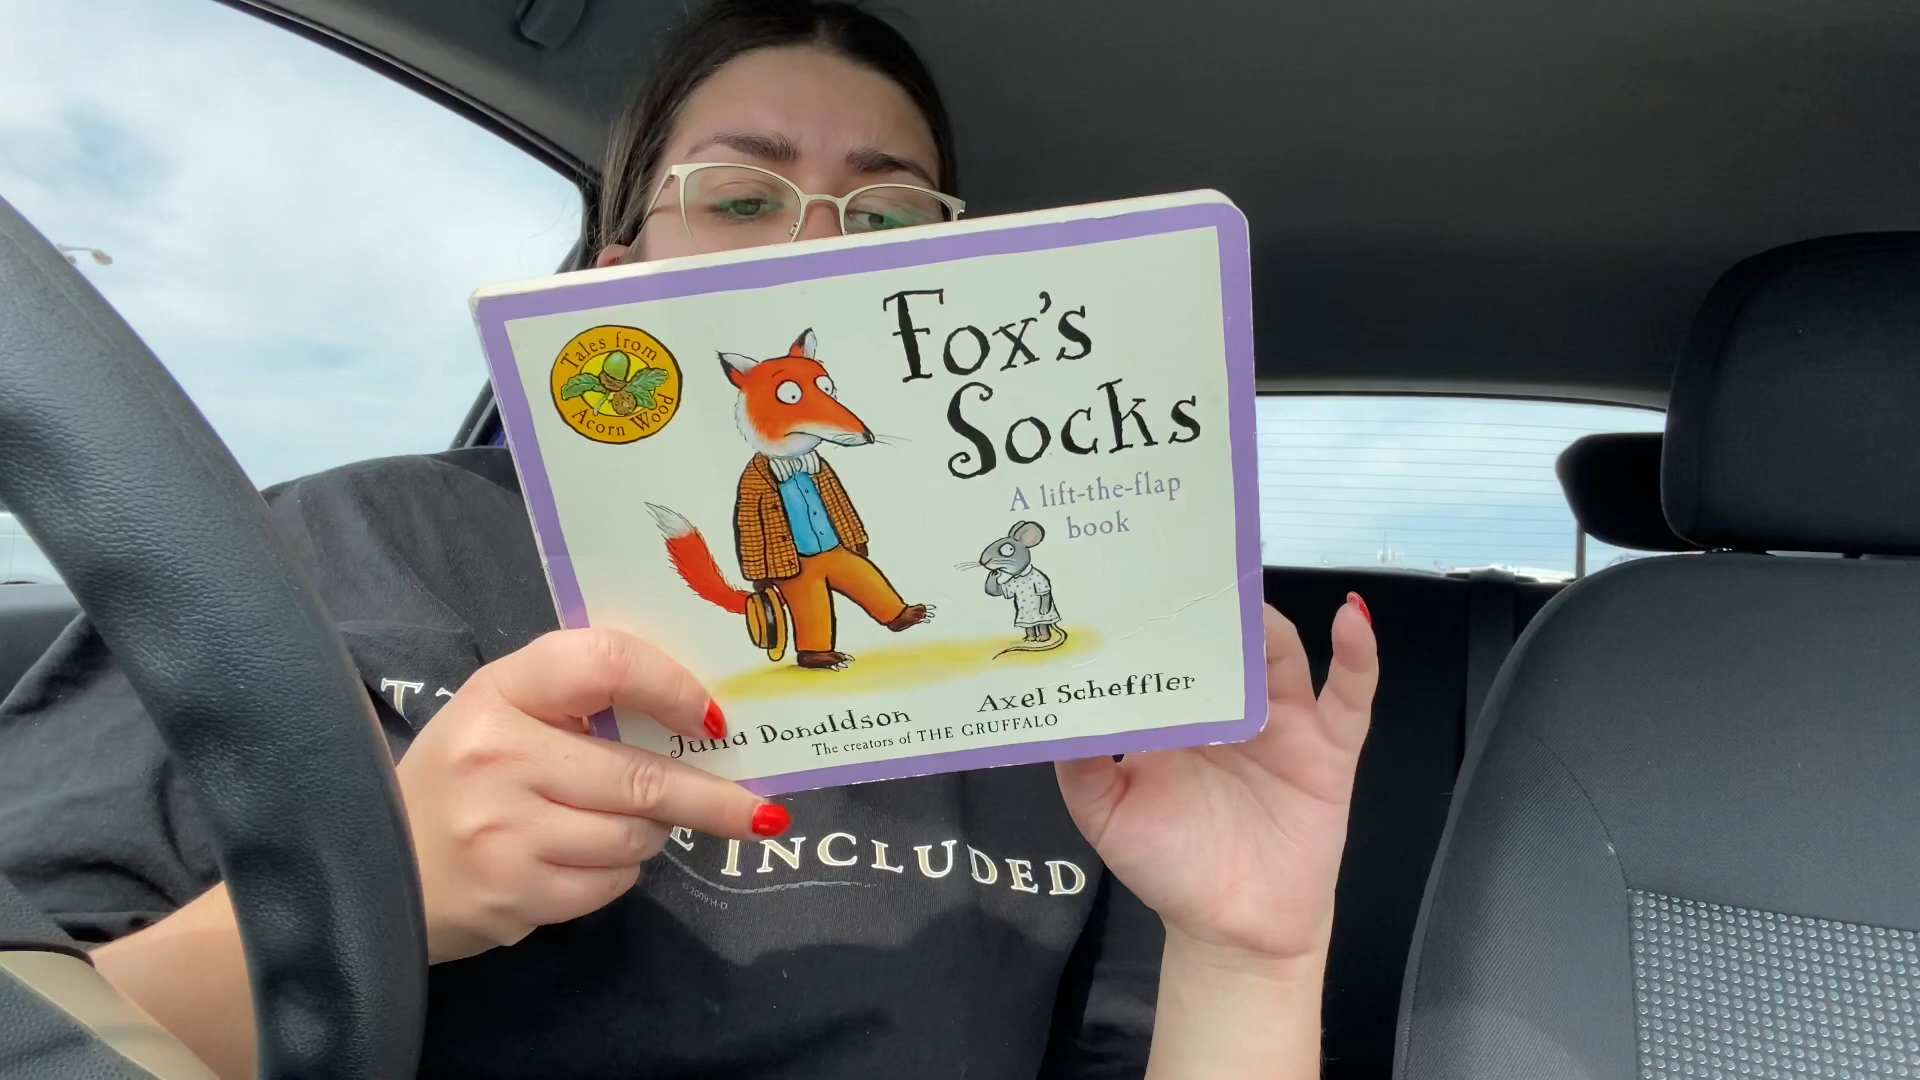 Tales from
Acorn Wood
Fox's
Socks
A lift-the-flap
book
Julia Donaldson
Axel Scheffler
The creators of THE GRUFFALO
INCLUDED
© 2009 H-D